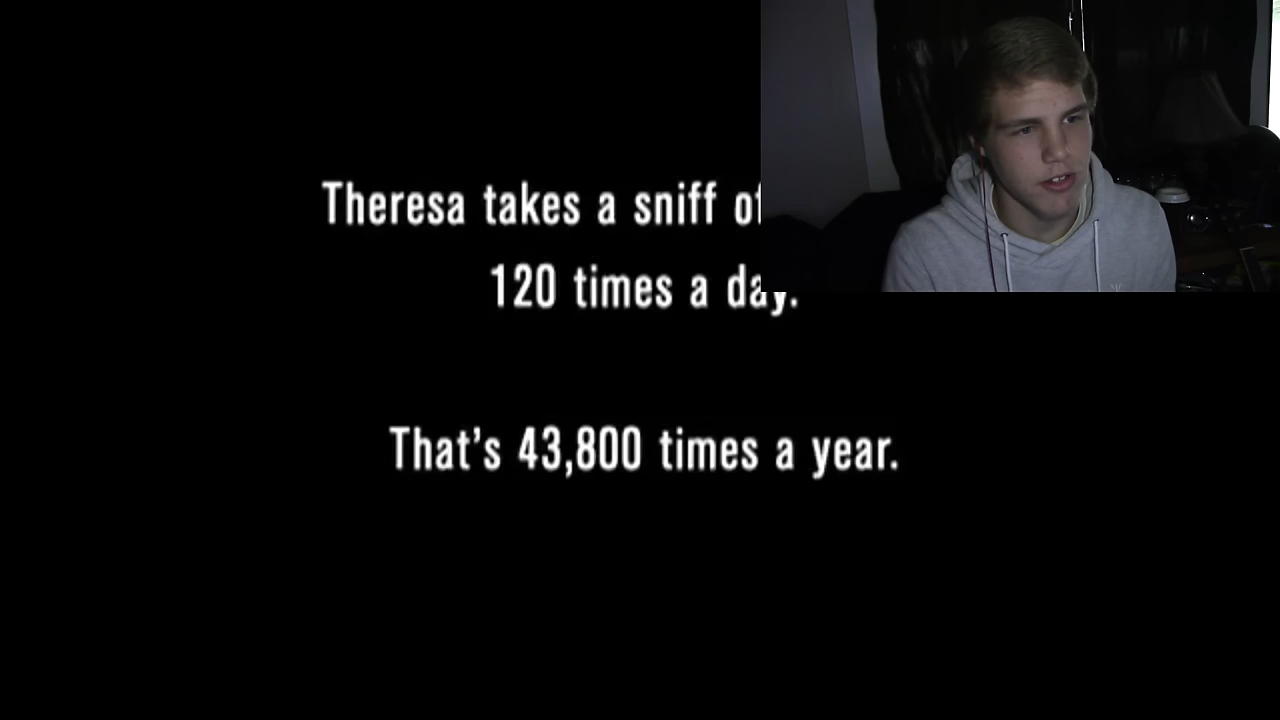 Theresa takes a sniff of
120 times a day.
That's 43,800 times a year.